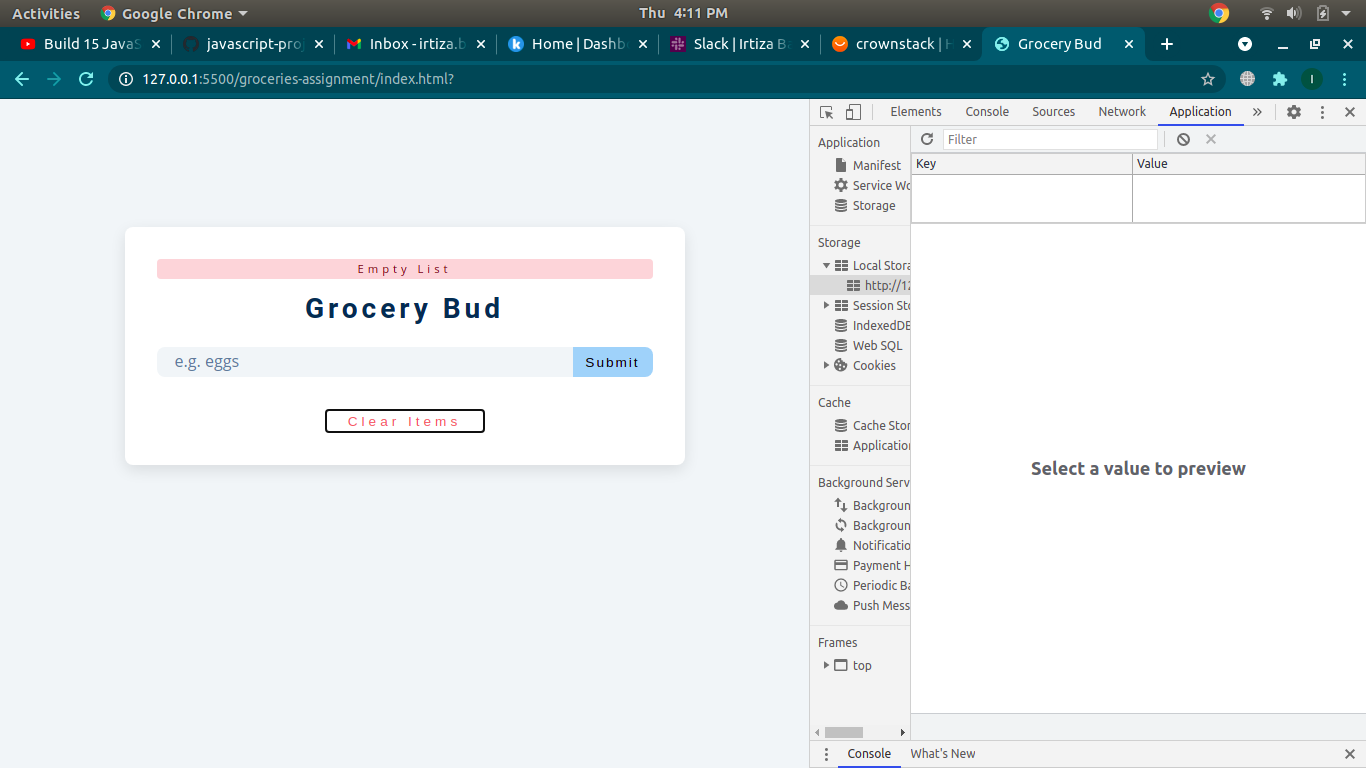 Activities Google Chrome Thu 4:11 PM
Build 15 JavaS javascript-proj Inbox - irtiza.b Home | Dashb Slack | Irtiza Ba crownstack | H Grocery Bud
127.0.0.1:5500/groceries-assignment/index.html? I
Elements Console Sources Network Application
Application
Filter
Manifest
Key Value
Service Wo
Storage
Storage
Local Stora
http://12
Session Sto
IndexedDB
Web SQL
Cookies
Cache
Cache Stor
Application
Background Serv
Backgroun
Backgroun
Notificatio
Payment H
Periodic Ba
Push Mess
Frames
top
Select a value to preview
Console What's New
Empty List
Grocery Bud
e.g. eggs Submit
Clear Items